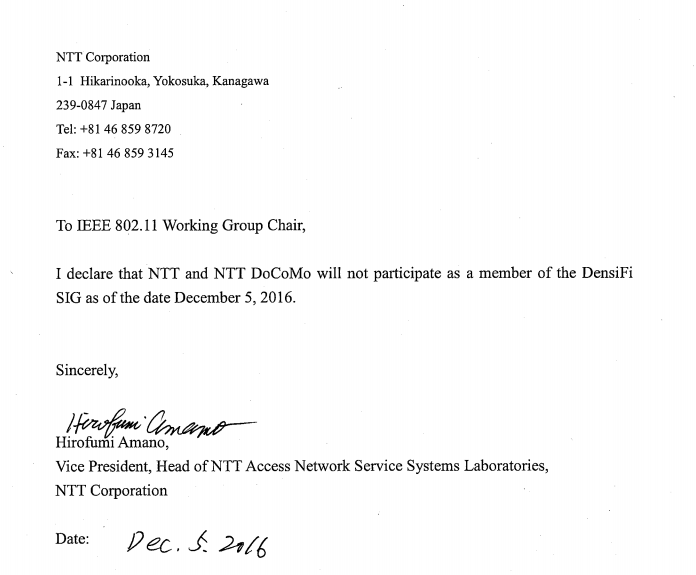 NTT Corporation
1-1 Hikarinooka, Yokosuka, Kanagawa
239-0847 Japan
Tel: +81 46 859 8720
Fax: +81 46 859 3145
To IEEE 802.11 Working Group Chair,
I declare that NTT and NTT DoCoMo will not participate as a member of the DensiFi
SIG as of the date December 5, 2016.
Sincerely,
Hirofumi Amano
Hirofumi Amano,
Vice President, Head of NTT Access Network Service Systems Laboratories,
NTT Corporation
Date: Dec. 5. 2016